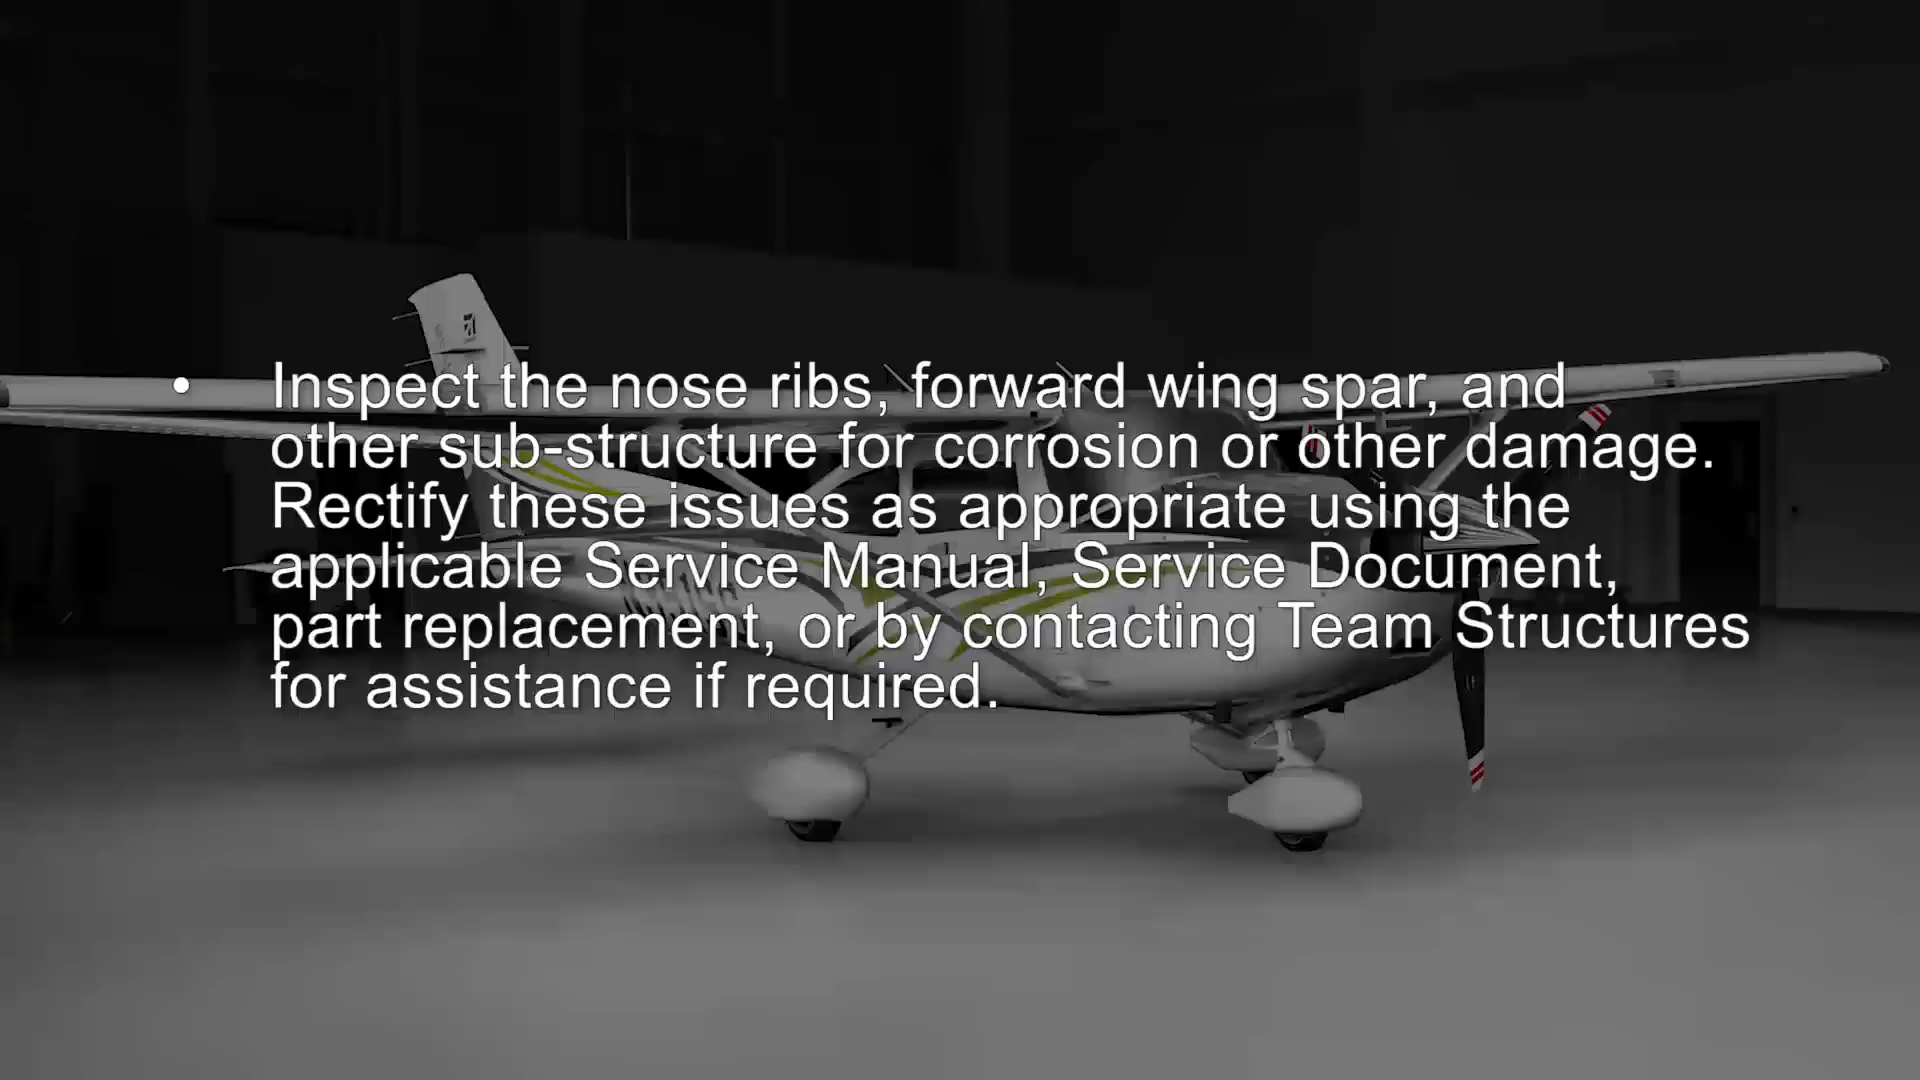 • Inspect the nose ribs, forward wing spar, and
other sub-structure for corrosion or other damage.
Rectify these issues as appropriate using the
applicable Service Manual, Service Document,
part replacement, or by contacting Team Structures
for assistance if required.